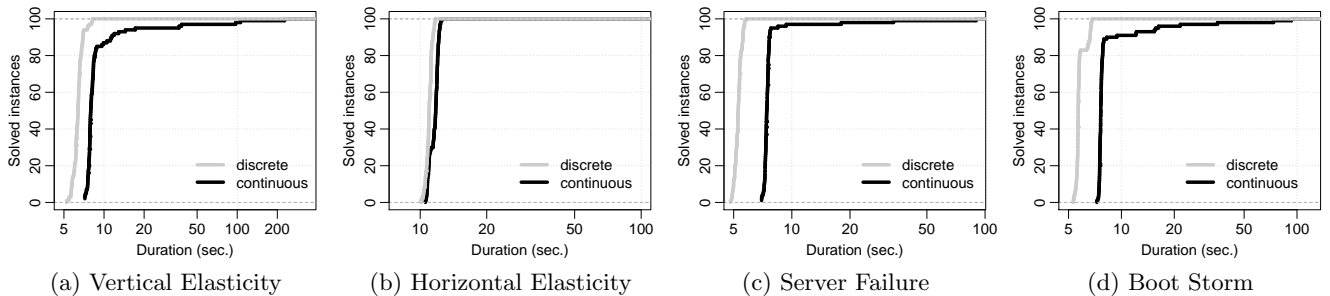 Solved instances
0 20 40 60 80 100
discrete
continuous
5 10 20 50 100 200
Duration (sec.)
(a) Vertical Elasticity
Solved instances
0 20 40 60 80 100
discrete
continuous
10 20 50 100
Duration (sec.)
(b) Horizontal Elasticity
Solved instances
0 20 40 60 80 100
discrete
continuous
5 10 20 50 100
Duration (sec.)
(c) Server Failure
Solved instances
0 20 40 60 80 100
discrete
continuous
5 10 20 50 100
Duration (sec.)
(d) Boot Storm